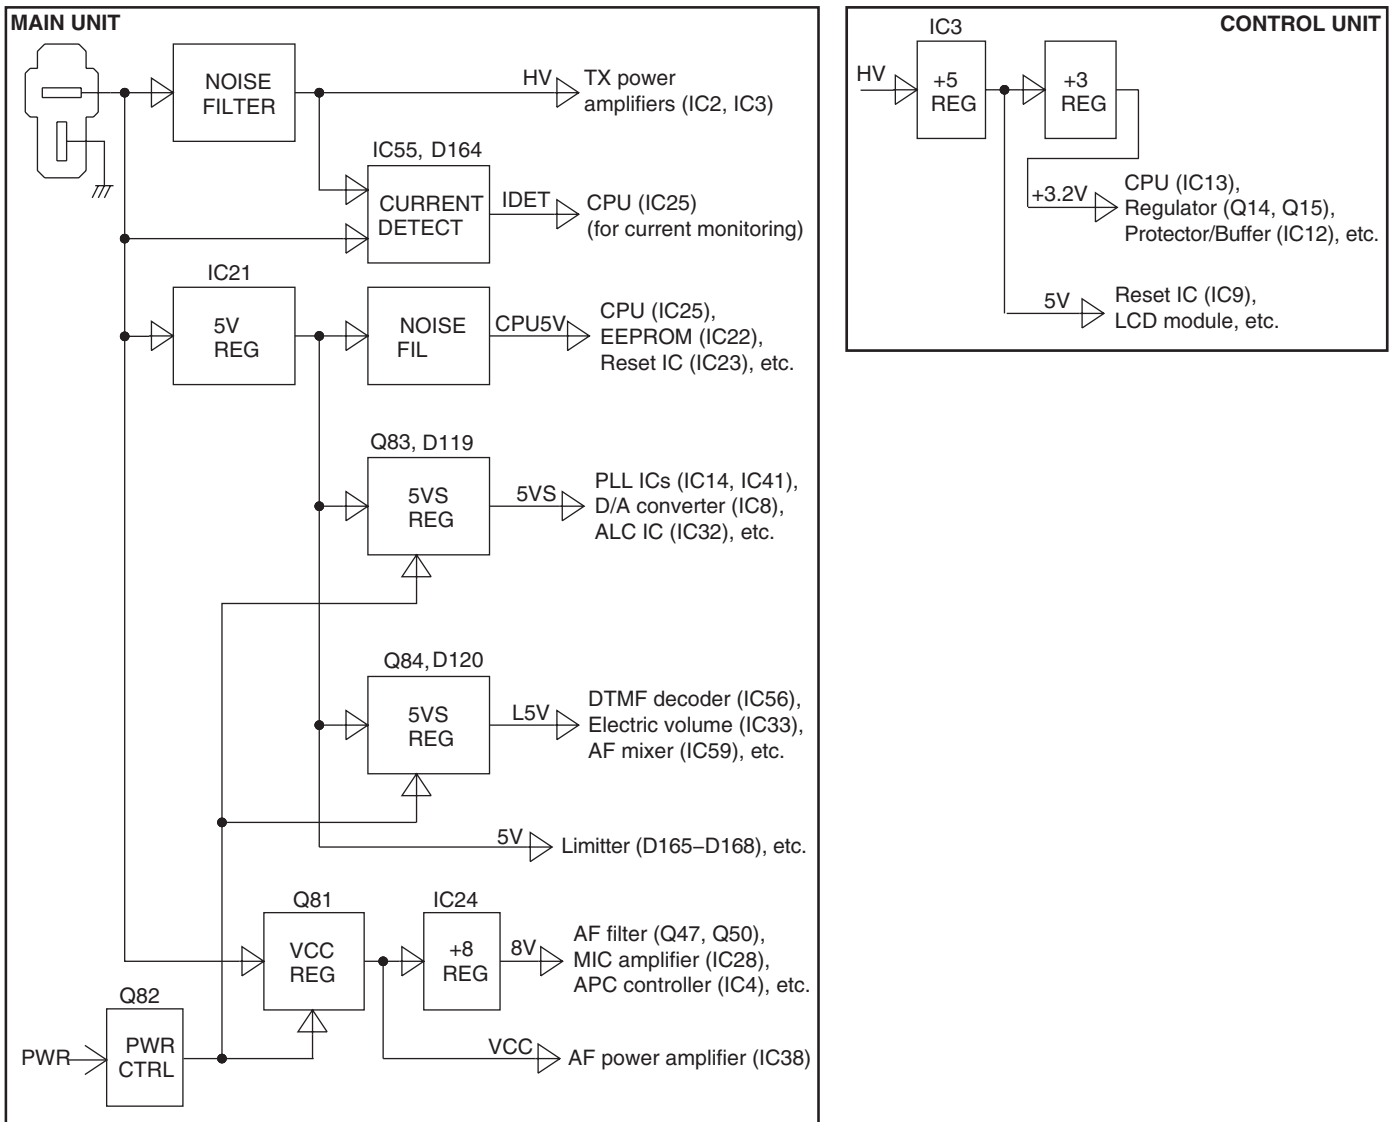 MAIN UNIT
NOISE
FILTER
HV
TX power
amplifiers (IC2, IC3)
IC55, D164
CURRENT
DETECT
IDET
CPU (IC25)
(for current monitoring)
IC21
5V
REG
NOISE
FIL
CPU5V
CPU (IC25),
EEPROM (IC22),
Reset IC (IC23), etc.
Q83, D119
5VS
REG
5VS
PLL ICs (IC14, IC41),
D/A converter (IC8),
ALC IC (IC32), etc.
Q84, D120
5VS
REG
L5V
DTMF decoder (IC56),
Electric volume (IC33),
AF mixer (IC59), etc.
5V
Limitter (D165–D168), etc.
Q81
VCC
REG
IC24
+8
REG
8V
AF filter (Q47, Q50),
MIC amplifier (IC28),
APC controller (IC4), etc.
Q82
PWR
PWR
CTRL
VCC
AF power amplifier (IC38)
CONTROL UNIT
IC3
HV
+5
REG
+3
REG
+3.2V
CPU (IC13),
Regulator (Q14, Q15),
Protector/Buffer (IC12), etc.
5V
Reset IC (IC9),
LCD module, etc.